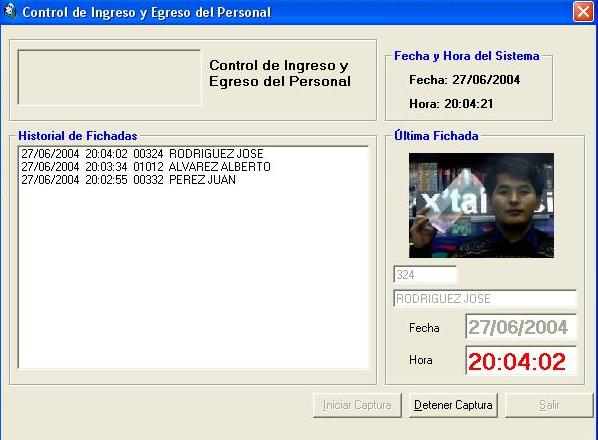 Control de Ingreso y Egreso del Personal
Control de Ingreso y
Egreso del Personal
Fecha y Hora del Sistema
Fecha: 27/06/2004
Hora: 20:04:21
Historial de Fichadas
27/06/2004 20:04:02 00324 RODRIGUEZ JOSE
27/06/2004 20:03:34 01012 ALVAREZ ALBERTO
27/06/2004 20:02:55 00332 PEREZ JUAN
Última Fichada
x'tal
si
324
RODRIGUEZ JOSE
Fecha 27/06/2004
Hora 20:04:02
Iniciar Captura Detener Captura Salir